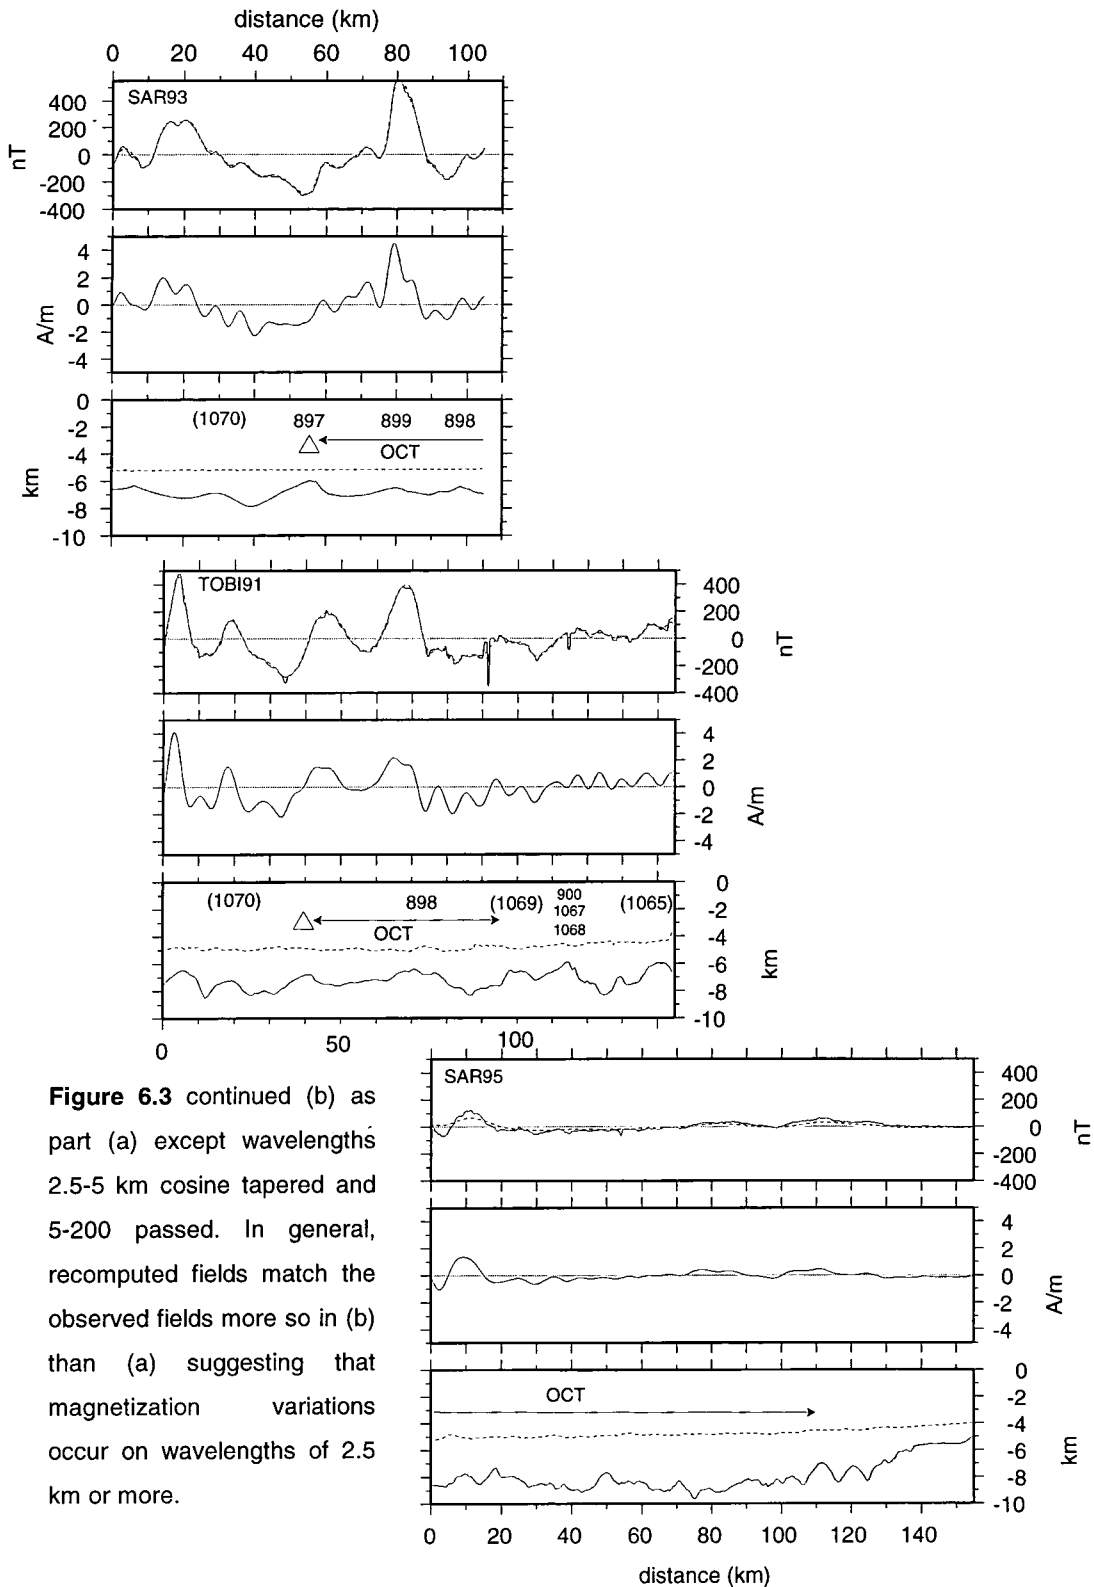 distance (km)
0 20 40 60 80 100
SAR93
400
200
0
-200
-400
nT
4
2
0
-2
-4
A/m
0
-2
-4
-6
-8
-10
km
(1070) 897 899 898
OCT
TOBI91
400
200
0
-200
-400
nT
4
2
0
-2
-4
A/m
(1070) 898 (1069) 900 (1065)
1067
1068
OCT
0
-2
-4
-6
-8
-10
km
0 50 100
SAR95
400
200
0
-200
-400
nT
4
2
0
-2
-4
A/m
OCT
0
-2
-4
-6
-8
-10
km
0 20 40 60 80 100 120 140
distance (km)
Figure 6.3 continued (b) as
part (a) except wavelengths
2.5-5 km cosine tapered and
5-200 passed. In general,
recomputed fields match the
observed fields more so in (b)
than (a) suggesting that
magnetization variations
occur on wavelengths of 2.5
km or more.